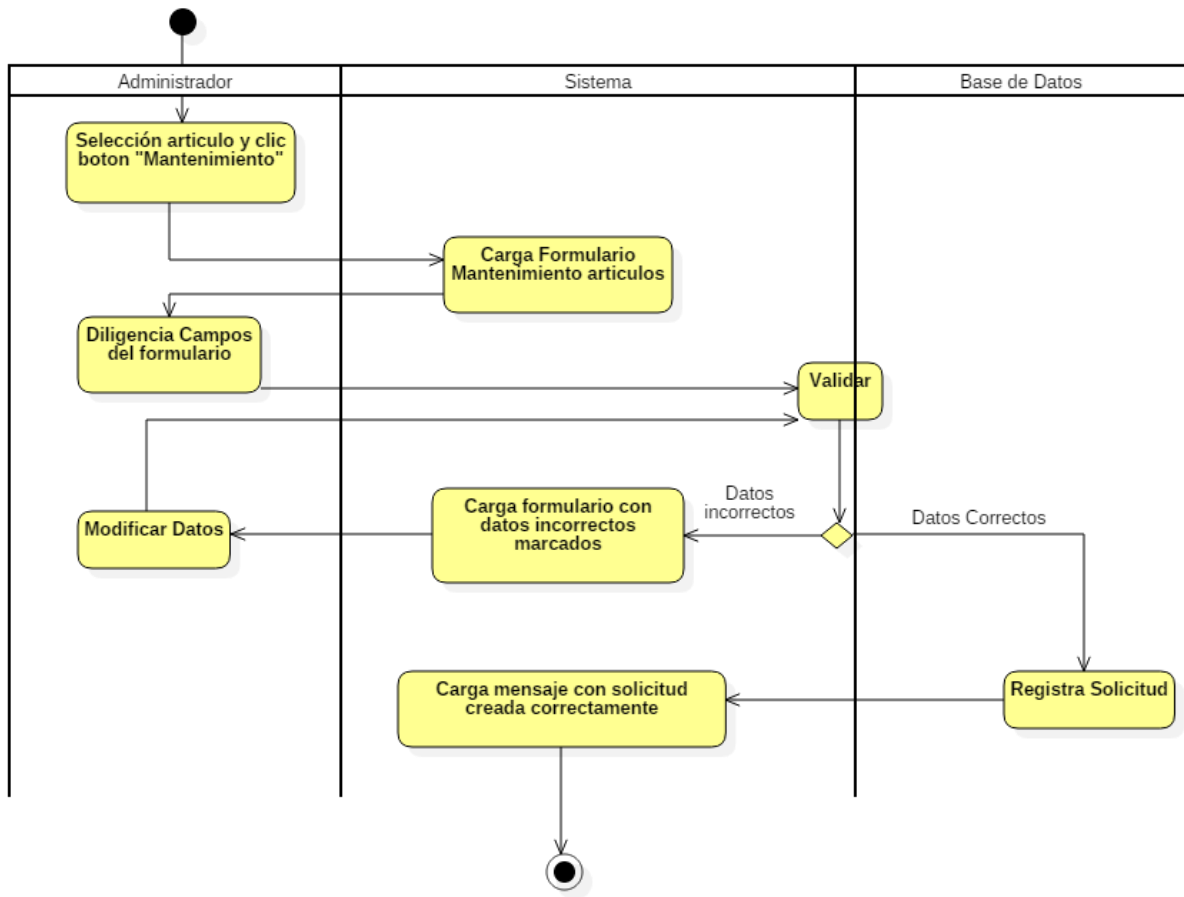 Administrador
Sistema
Base de Datos
Selección articulo y clic
boton "Mantenimiento"
Carga Formulario
Mantenimiento articulos
Diligencia Campos
del formulario
Validar
Datos
incorrectos
Datos Correctos
Carga formulario con
datos incorrectos
marcados
Modificar Datos
Carga mensaje con solicitud
creada correctamente
Registra Solicitud